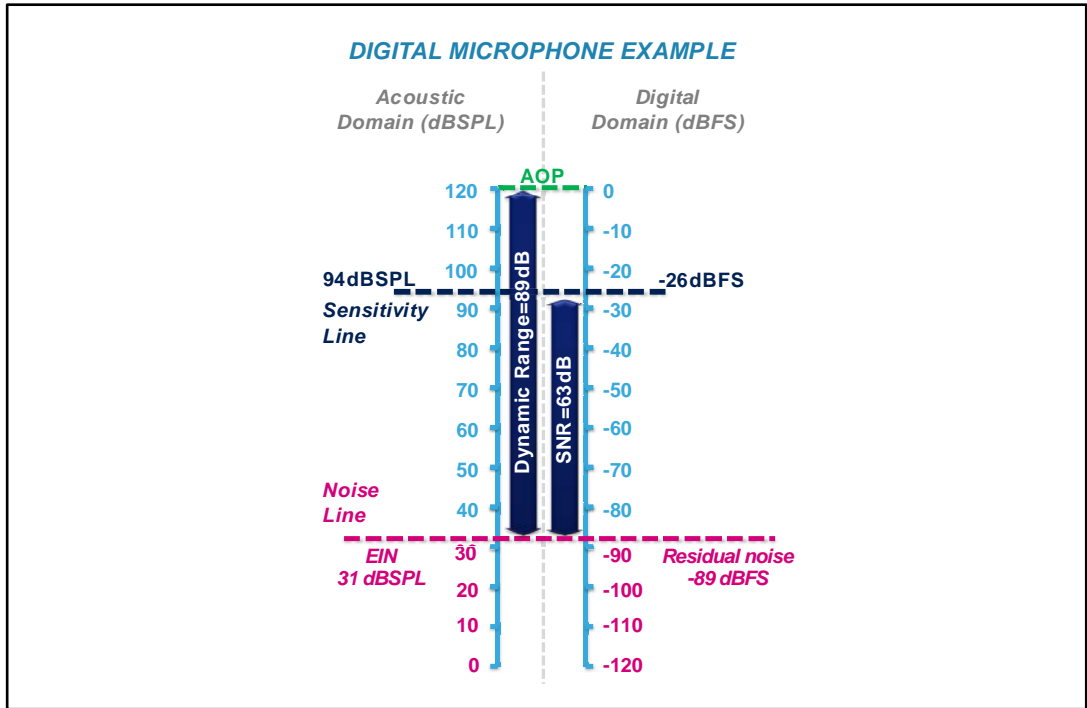 DIGITAL MICROPHONE EXAMPLE
Acoustic
Domain (dBSPL)
Digital
Domain (dBFS)
AOP
120
110
100
94dBSPL
Sensitivity
Line
90
80
70
60
50
40
Noise
Line
30
EIN
31 dBSPL
20
10
0
Dynamic Range=89dB
SNR=63dB
0
-10
-20
-26dBFS
-30
-40
-50
-60
-70
-80
-90
Residual noise
-89 dBFS
-100
-110
-120